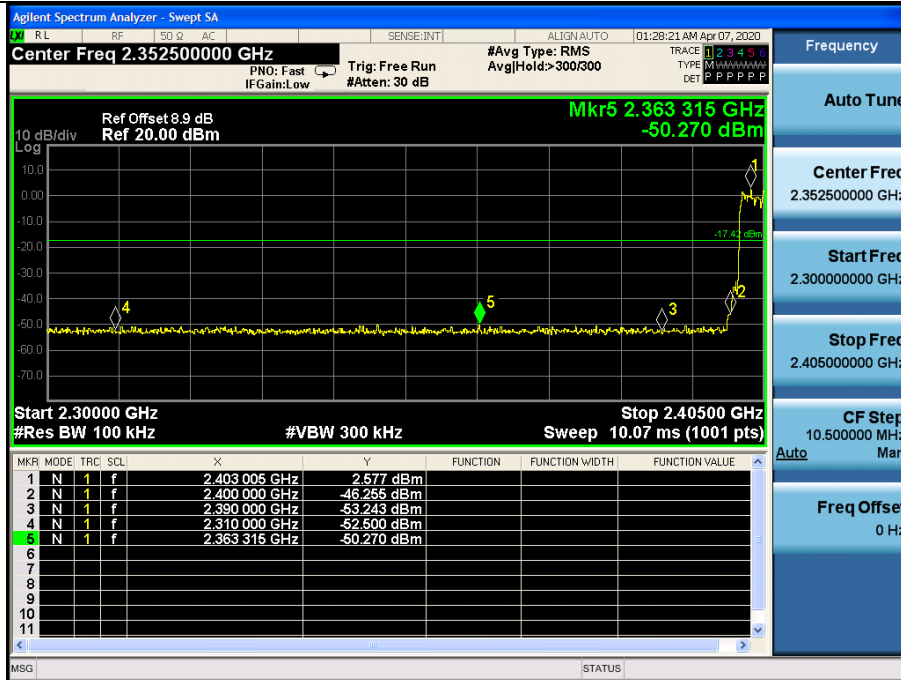 Agilent Spectrum Analyzer - Swept SA
LXI RL RF 50 Ω AC SENSE:INT ALIGN AUTO 01:28:21 AM Apr 07, 2020
Center Freq 2.352500000 GHz #Avg Type: RMS TRACE 1 2 3 4 5 6
PNO: Fast Trig: Free Run Avg|Hold:>300/300 TYPE M W W W W W
IFGain:Low #Atten: 30 dB DET P P P P P P
Mkr5 2.363 315 GHz
-50.270 dBm
Ref Offset 8.9 dB
10 dB/div Ref 20.00 dBm
Log
10.0
0.00
-10.0
-20.0
-30.0
-40.0
-50.0
-60.0
-70.0
1
-17.42 dBm
2
3
4
5
Start 2.30000 GHz Stop 2.40500 GHz
#Res BW 100 kHz #VBW 300 kHz Sweep 10.07 ms (1001 pts)
MKR MODE TRC SCL X Y FUNCTION FUNCTION WIDTH FUNCTION VALUE
1 N 1 f 2.403 005 GHz 2.577 dBm
2 N 1 f 2.400 000 GHz -46.255 dBm
3 N 1 f 2.390 000 GHz -53.243 dBm
4 N 1 f 2.310 000 GHz -52.500 dBm
5 N 1 f 2.363 315 GHz -50.270 dBm
6
7
8
9
10
11
MSG STATUS
Frequency
Auto Tune
Center Freq
2.352500000 GHz
Start Freq
2.300000000 GHz
Stop Freq
2.405000000 GHz
CF Step
10.500000 MHz
Auto Man
Freq Offset
0 Hz